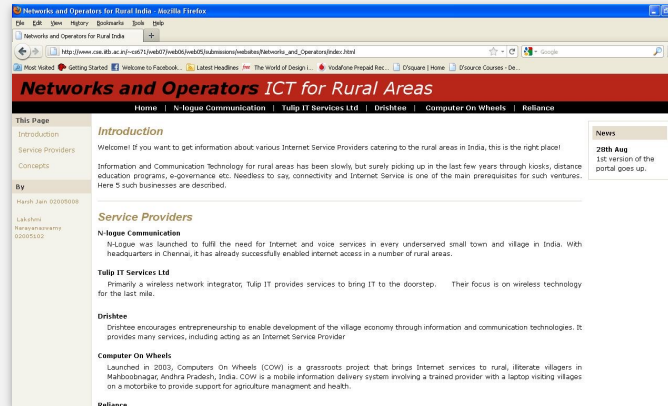 Networks and Operators for Rural India - Mozilla Firefox
File Edit View History Bookmarks Tools Help
Networks and Operators for Rural India +
http://www.cse.iitb.ac.in/~cs671/web07/web06/web05/submissions/websites/Networks_and_Operators/index.html Google
Most Visited Getting Started Welcome to Facebook... Latest Headlines The World of Design i... Vodafone Prepaid Rec... D'square | Home D'source Courses - De...
Networks and Operators ICT for Rural Areas
Home | N-logue Communication | Tulip IT Services Ltd | Drishtee | Computer On Wheels | Reliance
This Page
Introduction
Service Providers
Concepts
By
Harsh Jain 02005009
Lakshmi
Narayanaswamy
02005102
Introduction
Welcome! If you want to get information about various Internet Service Providers catering to the rural areas in India, this is the right place!
Information and Communication Technology for rural areas has been slowly, but surely picking up in the last few years through kiosks, distance
education programs, e-governance etc. Needless to say, connectivity and Internet Service is one of the main prerequisites for such ventures.
Here 5 such businesses are described.
Service Providers
N-logue Communication
N-Logue was launched to fulfil the need for Internet and voice services in every underserved small town and village in India. With
headquarters in Chennai, it has already successfully enabled internet access in a number of rural areas.
Tulip IT Services Ltd
Primarily a wireless network integrator, Tulip IT provides services to bring IT to the doorstep. Their focus is on wireless technology
for the last mile.
Drishtee
Drishtee encourages entrepreneurship to enable development of the village economy through information and communication technologies. It
provides many services, including acting as an Internet Service Provider
Computer On Wheels
Launched in 2003, Computers On Wheels (COW) is a grassroots project that brings Internet services to rural, illiterate villagers in
Mahboobnagar, Andhra Pradesh, India. COW is a mobile information delivery system involving a trained provider with a laptop visiting villages
on a motorbike to provide support for agriculture managment and health.
Reliance
News
28th Aug
1st version of the
portal goes up.